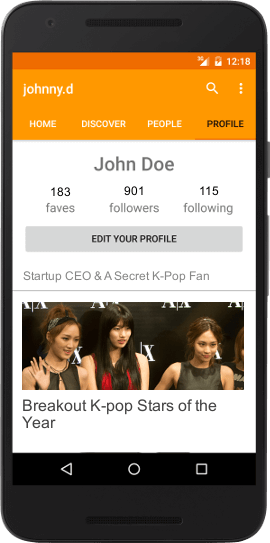 3G 12:18
johnny.d
HOME DISCOVER PEOPLE PROFILE
John Doe
183 901 115
faves followers following
EDIT YOUR PROFILE
Startup CEO & A Secret K-Pop Fan
A|X A|X
X
Breakout K-pop Stars of the
Year